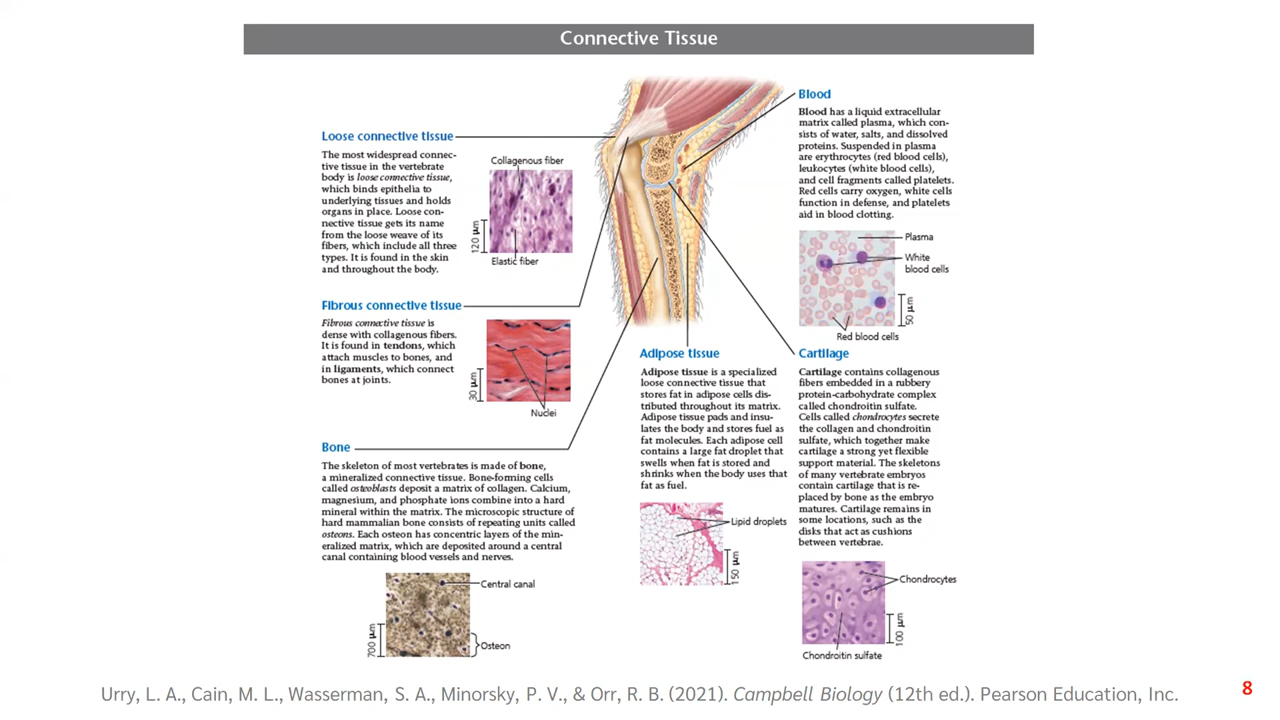 Connective Tissue
Loose connective tissue
The most widespread connec-
tive tissue in the vertebrate
body is loose connective tissue,
which binds epithelia to
underlying tissues and holds
organs in place. Loose con-
nective tissue gets its name
from the loose weave of its
fibers, which include all three
types. It is found in the skin
and throughout the body.
Collagenous fiber
120 µm
Elastic fiber
Fibrous connective tissue
Fibrous connective tissue is
dense with collagenous fibers.
It is found in tendons, which
attach muscles to bones, and
in ligaments, which connect
bones at joints.
30 µm
Nuclei
Bone
The skeleton of most vertebrates is made of bone,
a mineralized connective tissue. Bone-forming cells
called osteoblasts deposit a matrix of collagen. Calcium,
magnesium, and phosphate ions combine into a hard
mineral within the matrix. The microscopic structure of
hard mammalian bone consists of repeating units called
osteons. Each osteon has concentric layers of the min-
eralized matrix, which are deposited around a central
canal containing blood vessels and nerves.
Central canal
700 µm
Osteon
Adipose tissue
Adipose tissue is a specialized
loose connective tissue that
stores fat in adipose cells dis-
tributed throughout its matrix.
Adipose tissue pads and insu-
lates the body and stores fuel as
fat molecules. Each adipose cell
contains a large fat droplet that
swells when fat is stored and
shrinks when the body uses that
fat as fuel.
Lipid droplets
150 µm
Blood
Blood has a liquid extracellular
matrix called plasma, which con-
sists of water, salts, and dissolved
proteins. Suspended in plasma
are erythrocytes (red blood cells),
leukocytes (white blood cells),
and cell fragments called platelets.
Red cells carry oxygen, white cells
function in defense, and platelets
aid in blood clotting.
Plasma
White
blood cells
50 µm
Red blood cells
Cartilage
Cartilage contains collagenous
fibers embedded in a rubbery
protein-carbohydrate complex
called chondroitin sulfate.
Cells called chondrocytes secrete
the collagen and chondroitin
sulfate, which together make
cartilage a strong yet flexible
support material. The skeletons
of many vertebrate embryos
contain cartilage that is re-
placed by bone as the embryo
matures. Cartilage remains in
some locations, such as the
disks that act as cushions
between vertebrae.
Chondrocytes
100 µm
Chondroitin sulfate
Urry, L. A., Cain, M. L., Wasserman, S. A., Minorsky, P. V., & Orr, R. B. (2021). Campbell Biology (12th ed.). Pearson Education, Inc.
8